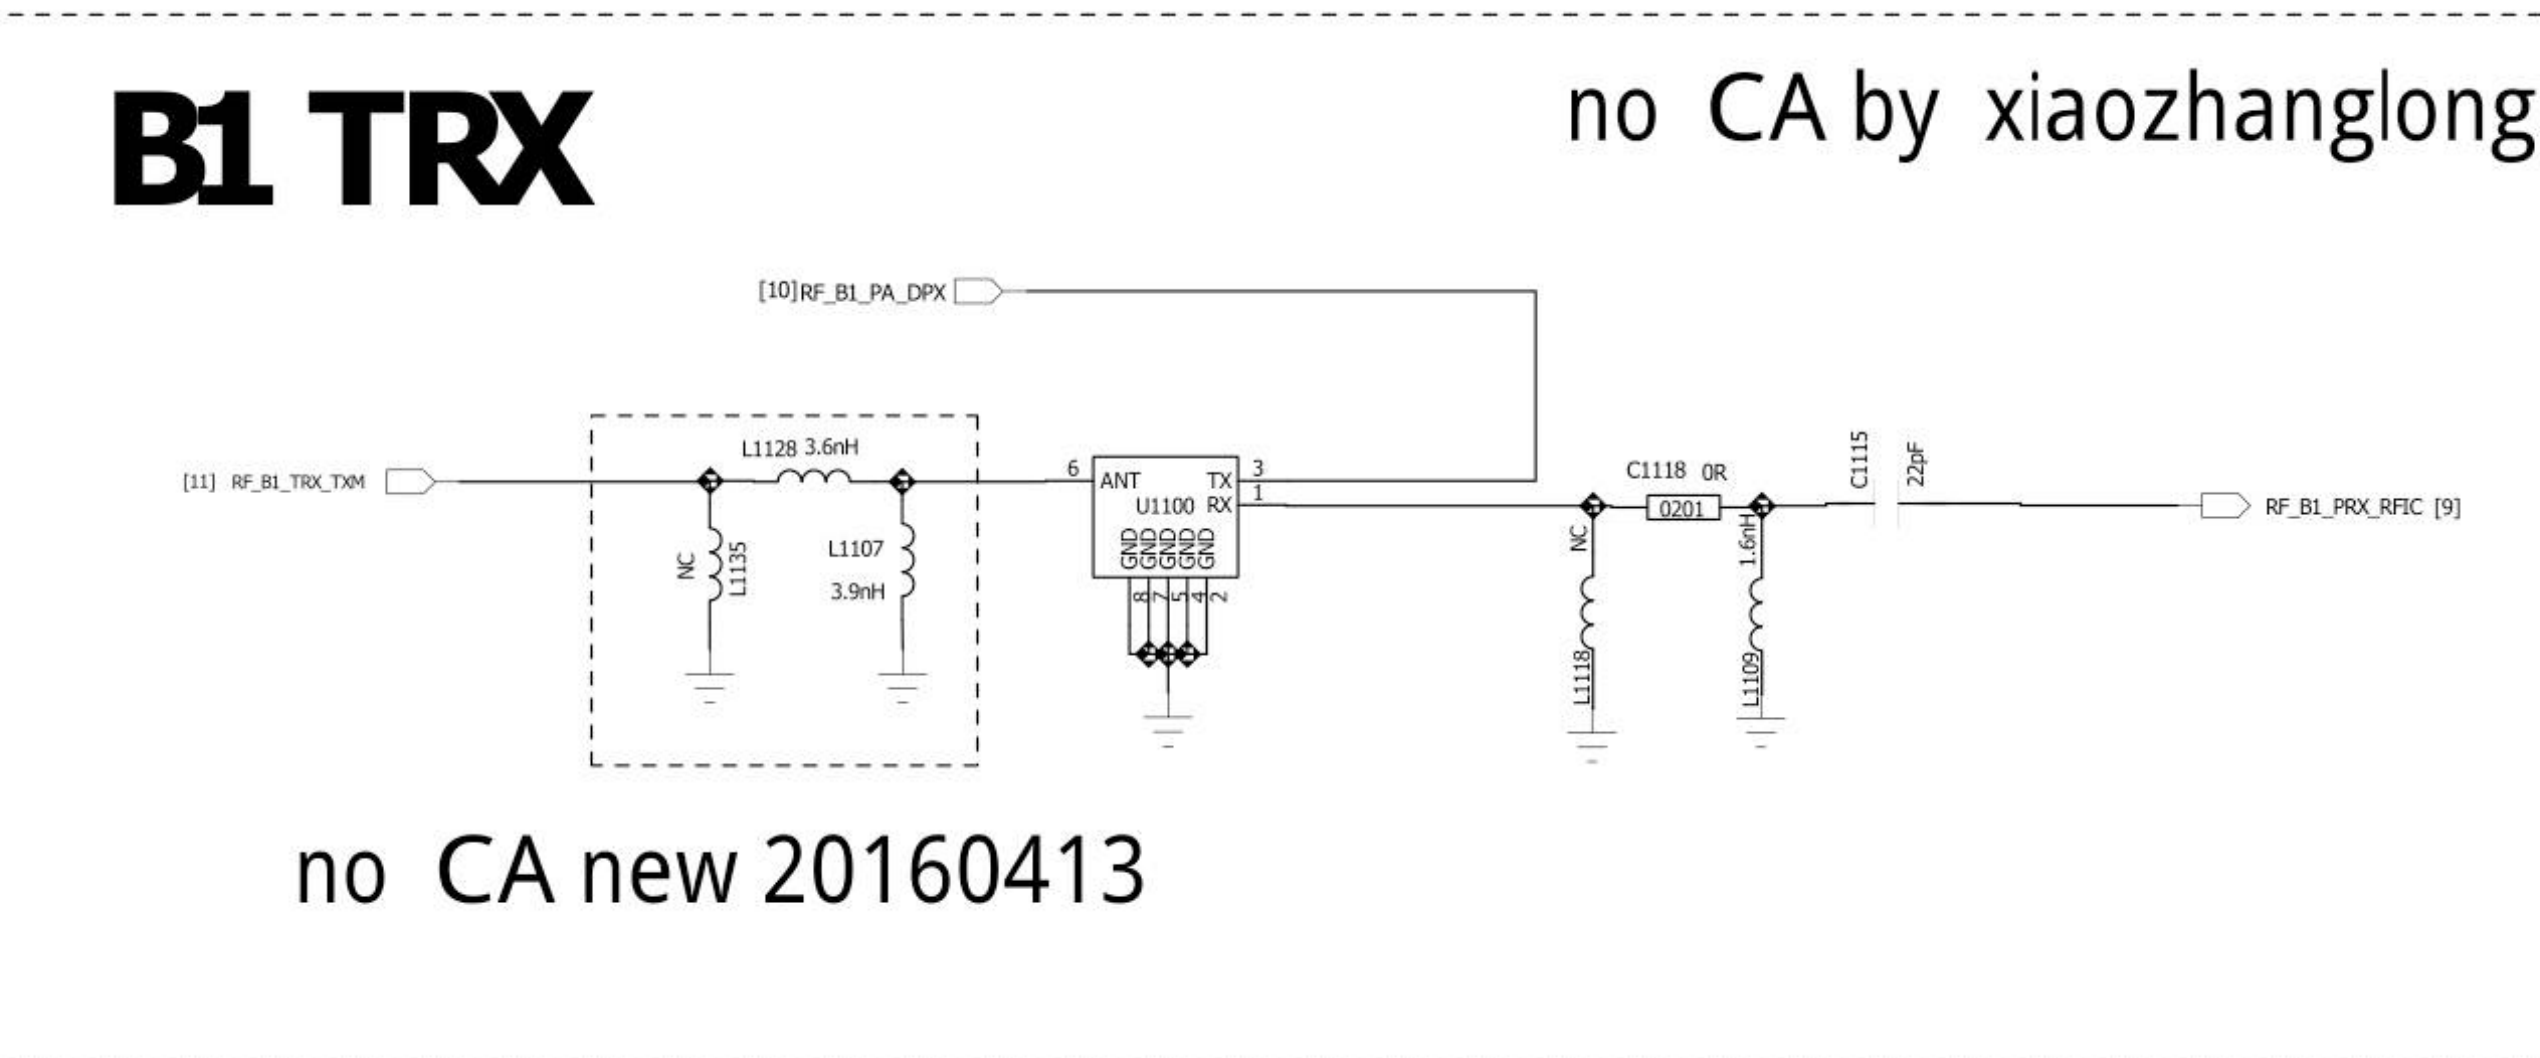 B1 TRX
no CA by xiaozhanglong
[10]RF_B1_PA_DPX
L1128 3.6nH
[11] RF_B1_TRX_TXM
NC
L1135
L1107
3.9nH
6
ANT
TX
3
U1100 RX
1
GND
GND
GND
GND
GND
8
7
5
4
2
C1118 0R
0201
NC
L1118
1.6nH
L1109
C1115
22pF
RF_B1_PRX_RFIC [9]
no CA new 20160413